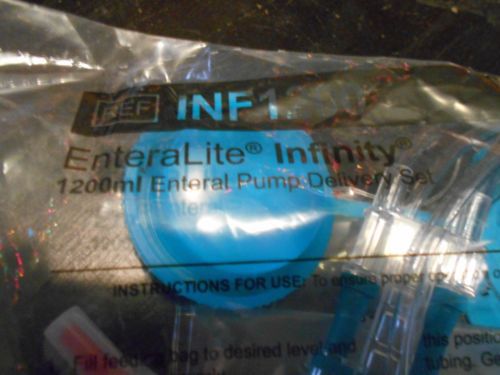 REF INF12
EnteraLite® Infinity®
1200ml Enteral Pump Delivery Set
INSTRUCTIONS FOR USE: To ensure proper
this position
Fill feeding bag to desired level and
tubing.